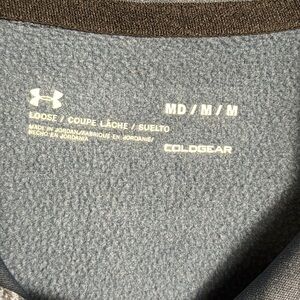 MD / M / M
LOOSE / COUPE LÂCHE / SUELTO
MADE IN JORDAN/FABRIQUÉ EN JORDANIE/
HECHO EN JORDANIA
COLDGEAR